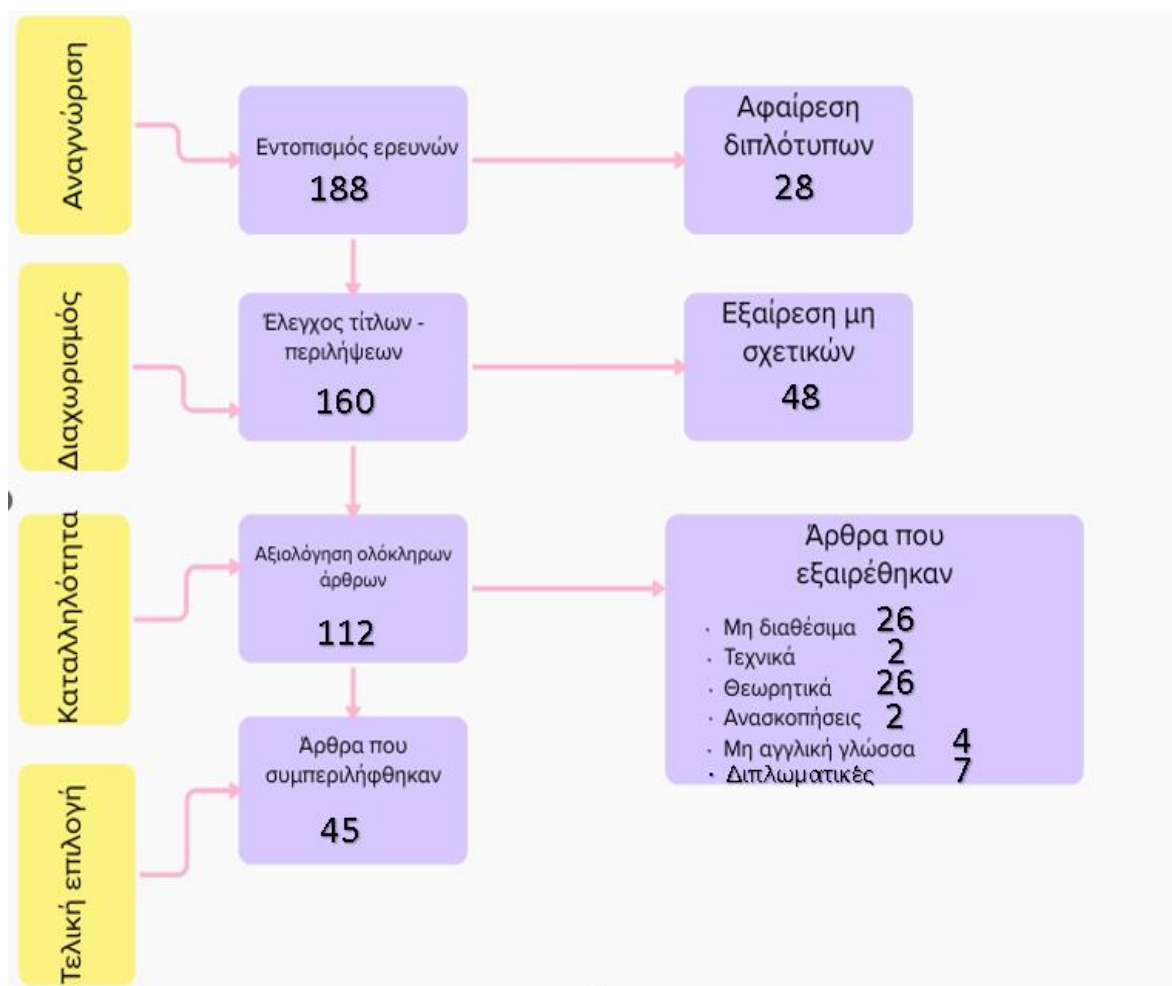 Αναγνώριση
Εντοπισμός ερευνών
188
Αφαίρεση
διπλότυπων
28
Διαχωρισμός
Έλεγχος τίτλων -
περιλήψεων
160
Εξαίρεση μη
σχετικών
48
Καταλληλότητα
Αξιολόγηση ολόκληρων
άρθρων
112
Άρθρα που
εξαιρέθηκαν
· Μη διαθέσιμα 26
· Τεχνικά 2
· Θεωρητικά 26
· Ανασκοπήσεις 2
· Μη αγγλική γλώσσα 4
· Διπλωματικές 7
Τελική επιλογή
Άρθρα που
συμπεριλήφθηκαν
45